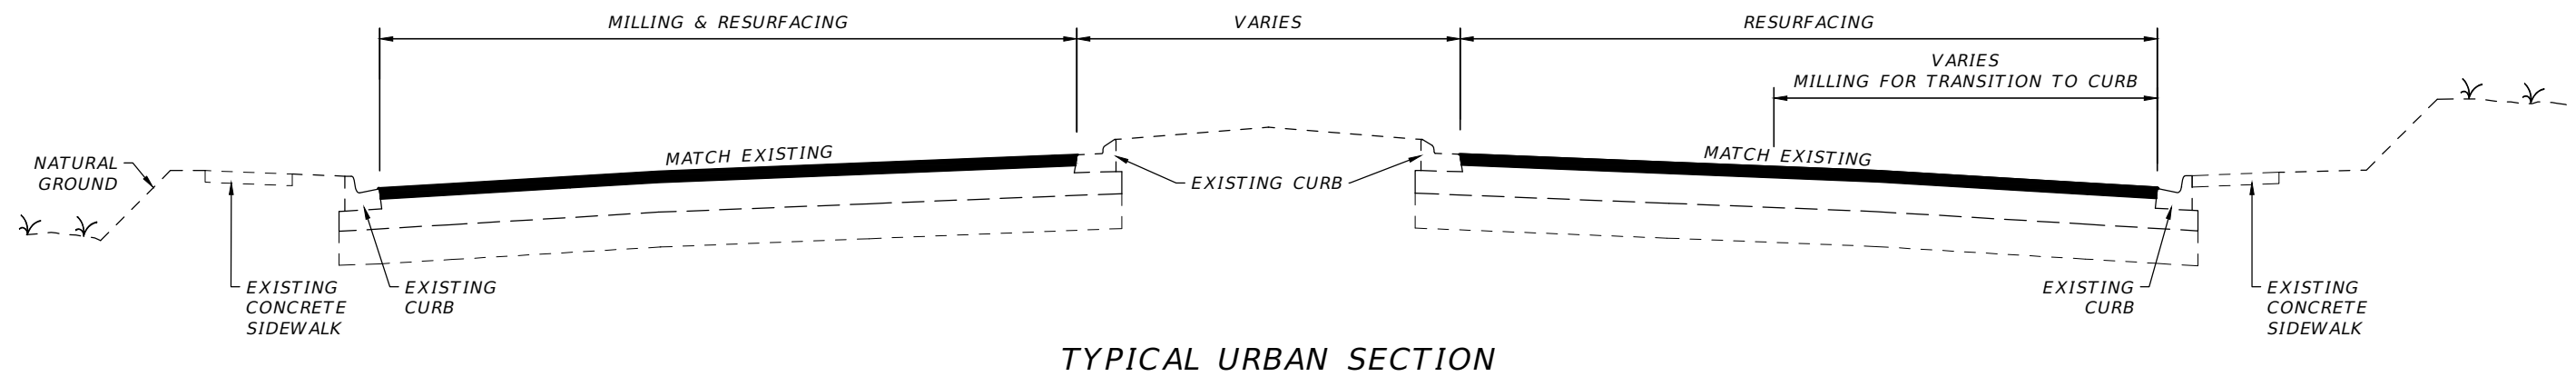 MILLING & RESURFACING
VARIES
RESURFACING
VARIES
MILLING FOR TRANSITION TO CURB
MATCH EXISTING
MATCH EXISTING
NATURAL
GROUND
EXISTING CURB
EXISTING
CONCRETE
SIDEWALK
EXISTING
CURB
EXISTING
CURB
EXISTING
CONCRETE
SIDEWALK
TYPICAL URBAN SECTION